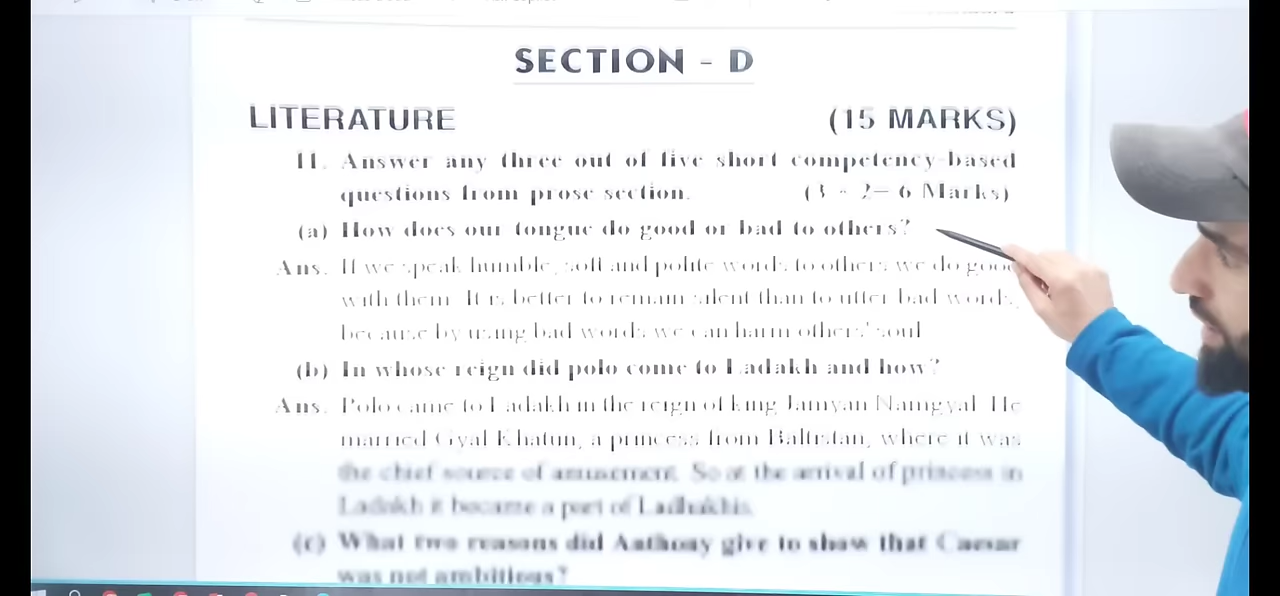 SECTION - D
LITERATURE (15 MARKS)
11. Answer any three out of five short competency-based
questions from prose section. (3 × 2= 6 Marks)
(a) How does our tongue do good or bad to others?
Ans. If we speak humble, soft and polite words to others we do good
with them. It is better to remain silent than to utter bad words,
because by using bad words we can harm others' soul.
(b) In whose reign did polo come to Ladakh and how?
Ans. Polo came to Ladakh in the reign of king Jamyan Namgyal. He
married Gyal Khatun, a princess from Baltistan, where it was
the chief source of amusement. So at the arrival of princess in
Ladakh it became a part of Ladhakhis.
(c) What two reasons did Anthony give to show that Caesar
was not ambitious?